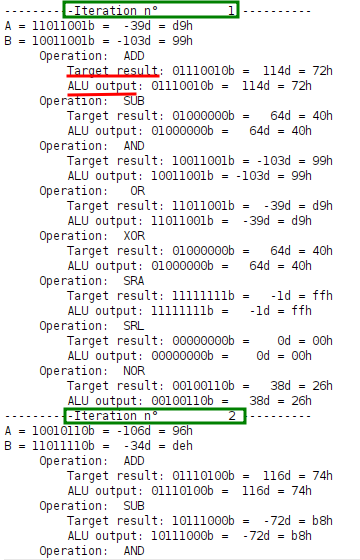 ----------Iteration n°          1----------
A = 11011001b =  -39d = d9h
B = 10011001b = -103d = 99h
Operation:  ADD
Target result: 01110010b =  114d = 72h
ALU output: 01110010b =  114d = 72h
Operation:  SUB
Target result: 01000000b =   64d = 40h
ALU output: 01000000b =   64d = 40h
Operation:  AND
Target result: 10011001b = -103d = 99h
ALU output: 10011001b = -103d = 99h
Operation:   OR
Target result: 11011001b =  -39d = d9h
ALU output: 11011001b =  -39d = d9h
Operation:  XOR
Target result: 01000000b =   64d = 40h
ALU output: 01000000b =   64d = 40h
Operation:  SRA
Target result: 11111111b =   -1d = ffh
ALU output: 11111111b =   -1d = ffh
Operation:  SRL
Target result: 00000000b =    0d = 00h
ALU output: 00000000b =    0d = 00h
Operation:  NOR
Target result: 00100110b =   38d = 26h
ALU output: 00100110b =   38d = 26h
----------Iteration n°          2----------
A = 10010110b = -106d = 96h
B = 11011110b =  -34d = deh
Operation:  ADD
Target result: 01110100b =  116d = 74h
ALU output: 01110100b =  116d = 74h
Operation:  SUB
Target result: 10111000b =  -72d = b8h
ALU output: 10111000b =  -72d = b8h
Operation:  AND